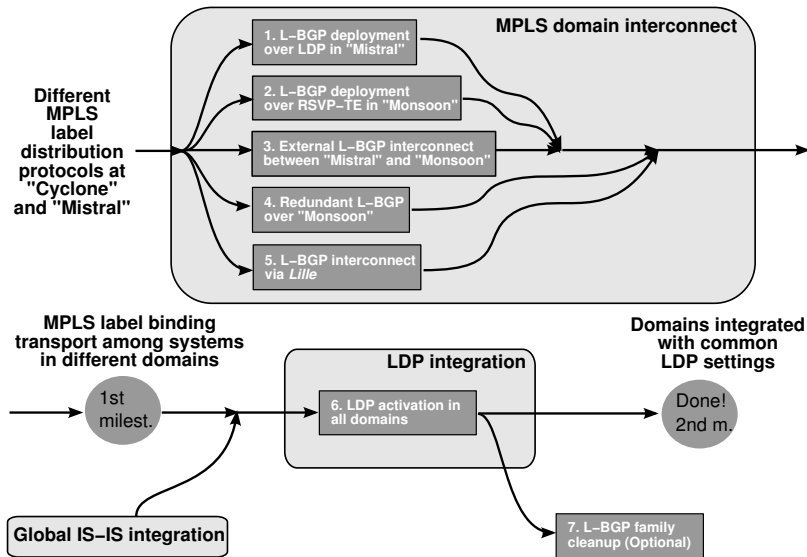 MPLS domain interconnect
1. L−BGP deployment
over LDP in "Mistral"
Different
MPLS
label
distribution
protocols at
"Cyclone"
and "Mistral"
2. L−BGP deployment
over RSVP−TE in "Monsoon"
3. External L−BGP interconnect
between "Mistral" and "Monsoon"
4. Redundant L−BGP
over "Monsoon"
5. L−BGP interconnect
via Lille
MPLS label binding
transport among systems
in different domains
1st
milest.
LDP integration
6. LDP activation in
all domains
Domains integrated
with common
LDP settings
Done!
2nd m.
Global IS−IS integration
7. L−BGP family
cleanup (Optional)